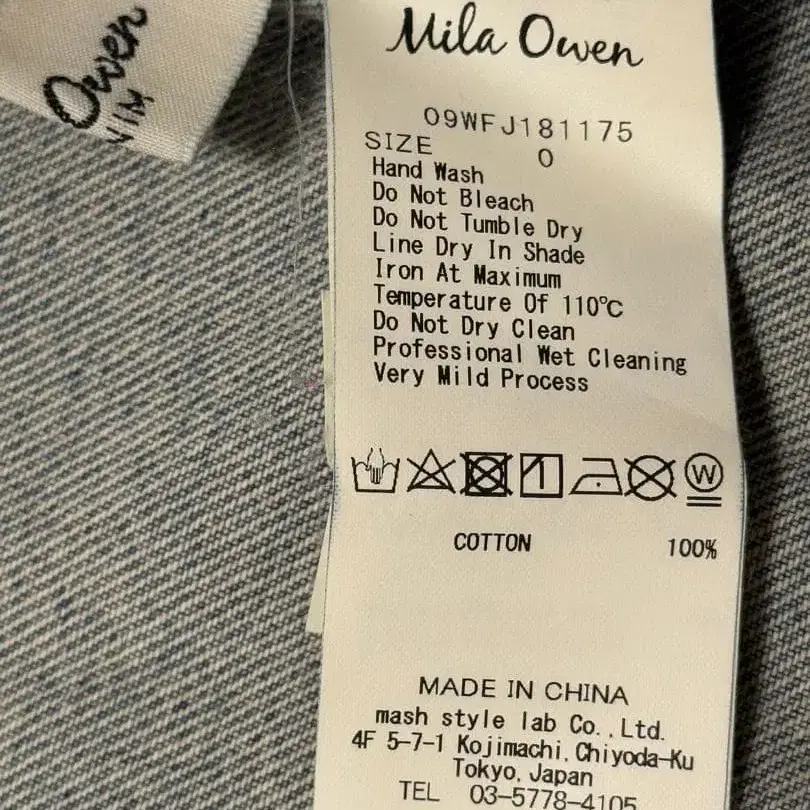 Owen
Mila Owen
09WFJ181175
SIZE 0
Hand Wash
Do Not Bleach
Do Not Tumble Dry
Line Dry In Shade
Iron At Maximum
Temperature Of 110℃
Do Not Dry Clean
Professional Wet Cleaning
Very Mild Process
W
COTTON 100%
MADE IN CHINA
mash style lab Co.,Ltd.
4F 5-7-1 Kojimachi,Chiyoda-Ku
Tokyo,Japan
TEL 03-5778-4105